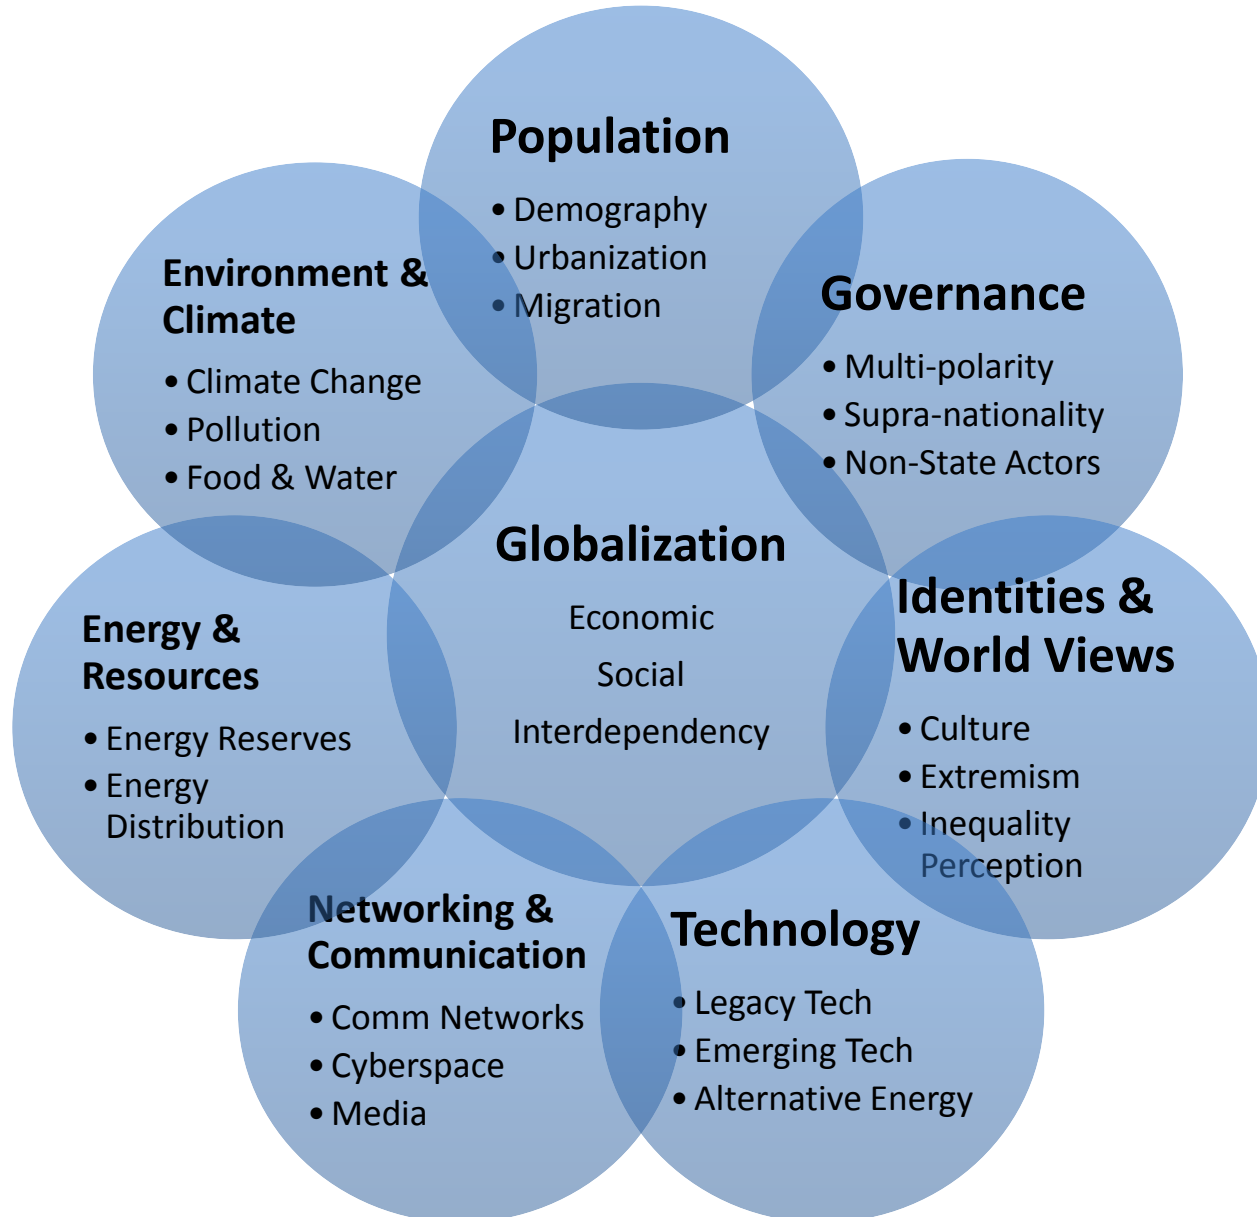 Population
• Demography
• Urbanization
• Migration
Governance
• Multi-polarity
• Supra-nationality
• Non-State Actors
Identities &
World Views
• Culture
• Extremism
• Inequality
Perception
Technology
• Legacy Tech
• Emerging Tech
• Alternative Energy
Networking &
Communication
• Comm Networks
• Cyberspace
• Media
Energy &
Resources
• Energy Reserves
• Energy
Distribution
Environment &
Climate
• Climate Change
• Pollution
• Food & Water
Globalization
Economic
Social
Interdependency